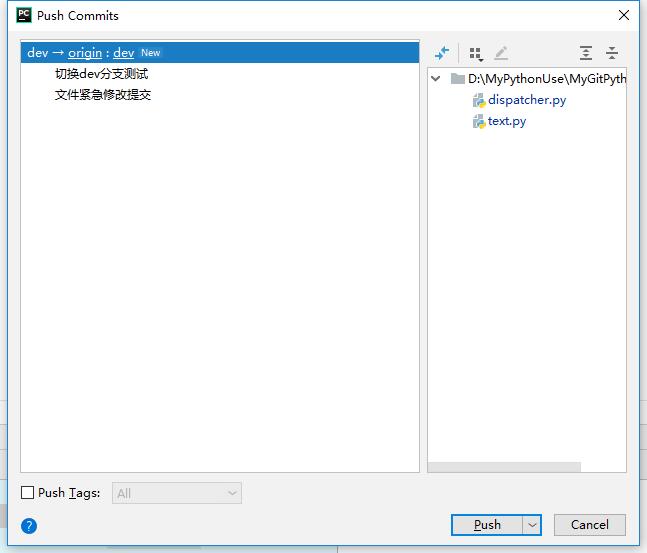 PC Push Commits
dev → origin : dev New
切换dev分支测试
文件紧急修改提交
D:\MyPythonUse\MyGitPyth
dispatcher.py
text.py
Push Tags: All
?
Push Cancel